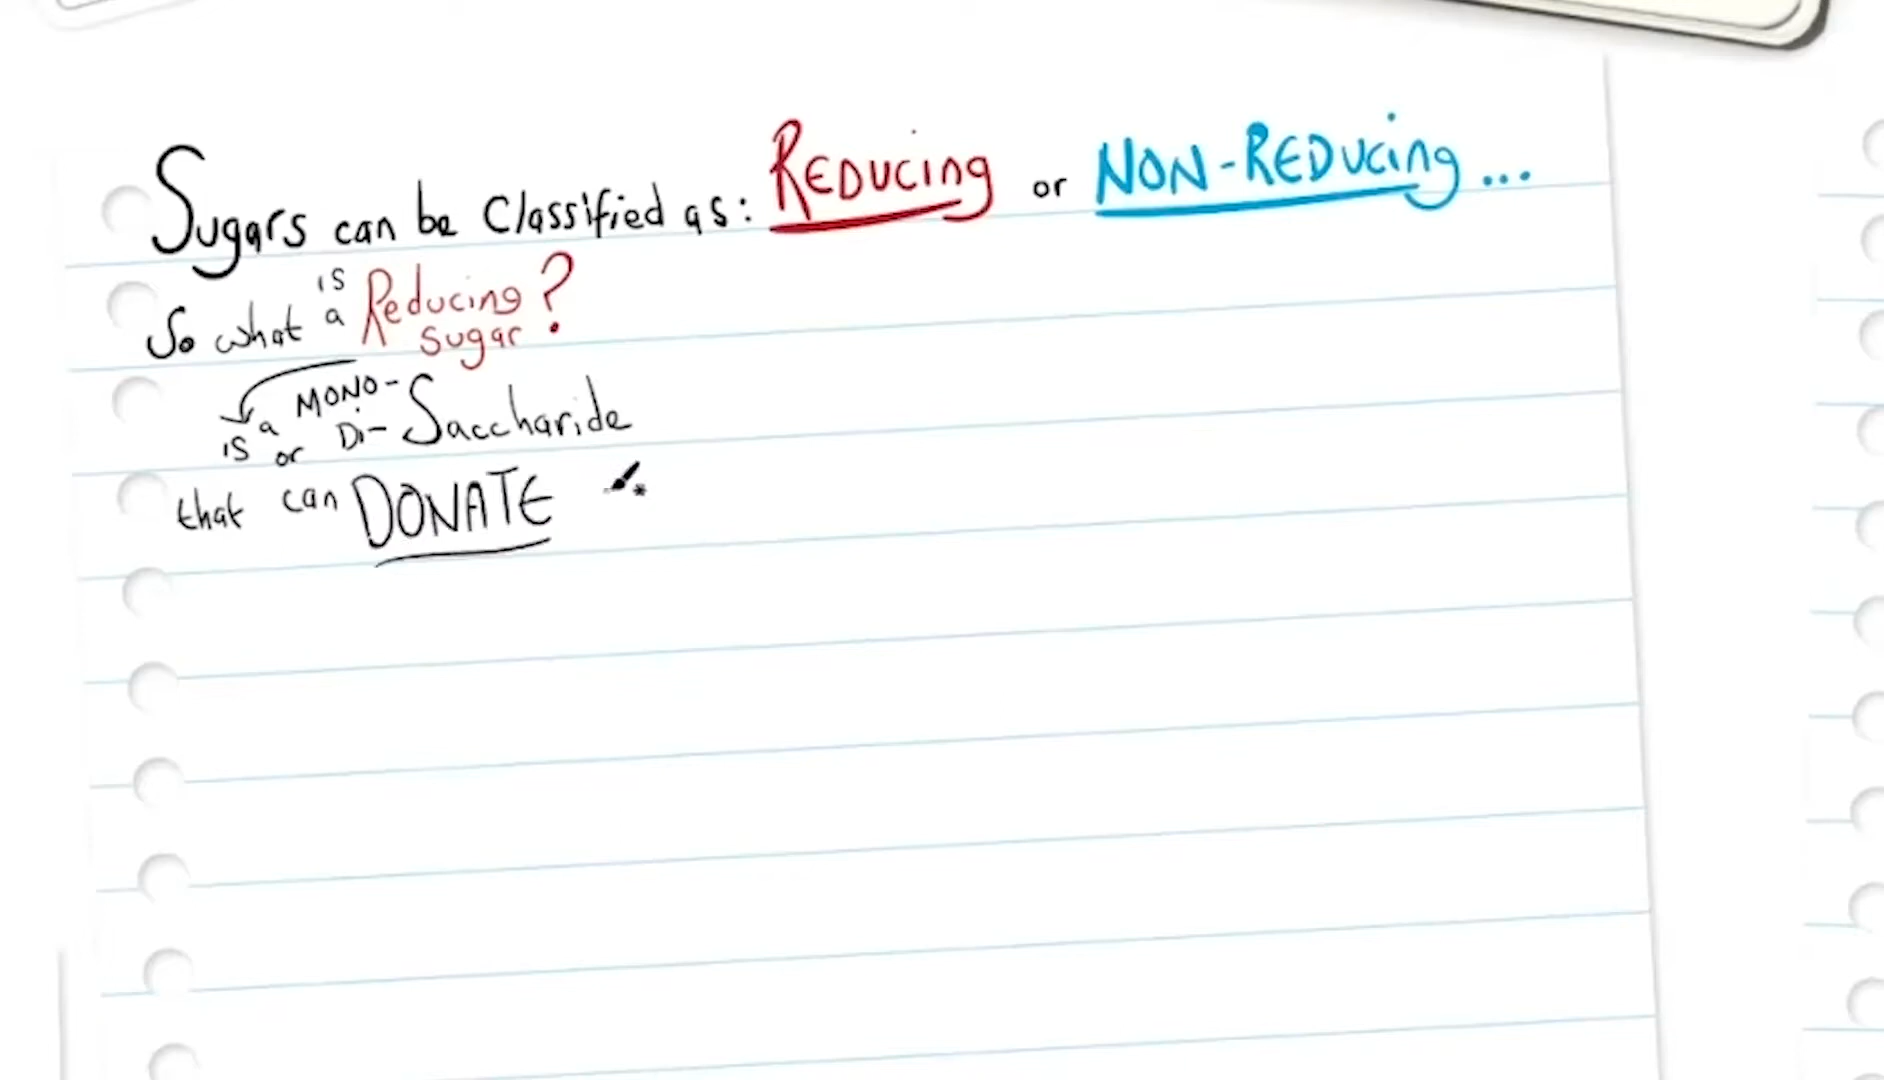 Sugars can be Classified as: REDucing or NON-REDucing...
So what is a Reducing Sugar?
is a MONO- or Di- Saccharide
that can DONATE